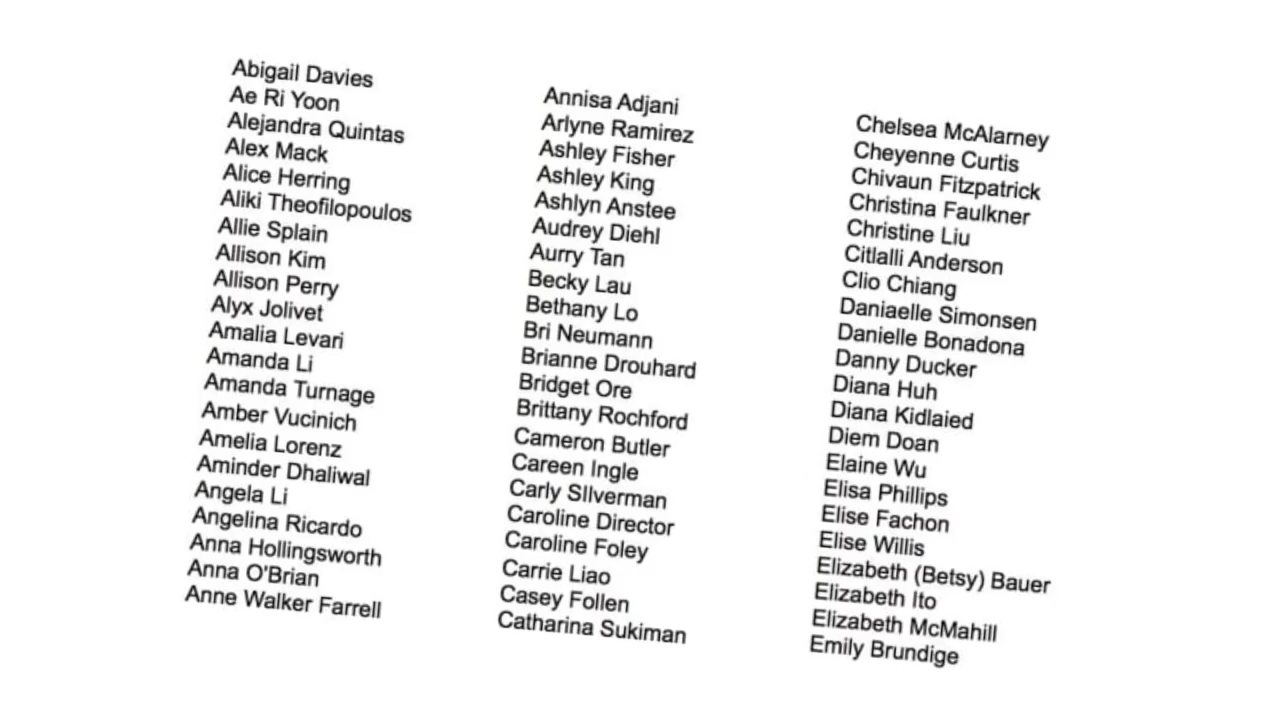 Abigail Davies
Ae Ri Yoon
Alejandra Quintas
Alex Mack
Alice Herring
Aliki Theofilopoulos
Allie Splain
Allison Kim
Allison Perry
Alyx Jolivet
Amalia Levari
Amanda Li
Amanda Turnage
Amber Vucinich
Amelia Lorenz
Aminder Dhaliwal
Angela Li
Angelina Ricardo
Anna Hollingsworth
Anna O'Brian
Anne Walker Farrell
Annisa Adjani
Arlyne Ramirez
Ashley Fisher
Ashley King
Ashlyn Anstee
Audrey Diehl
Aurry Tan
Becky Lau
Bethany Lo
Bri Neumann
Brianne Drouhard
Bridget Ore
Brittany Rochford
Cameron Butler
Careen Ingle
Carly SIlverman
Caroline Director
Caroline Foley
Carrie Liao
Casey Follen
Catharina Sukiman
Chelsea McAlarney
Cheyenne Curtis
Chivaun Fitzpatrick
Christina Faulkner
Christine Liu
Citlalli Anderson
Clio Chiang
Daniaelle Simonsen
Danielle Bonadona
Danny Ducker
Diana Huh
Diana Kidlaied
Diem Doan
Elaine Wu
Elisa Phillips
Elise Fachon
Elise Willis
Elizabeth (Betsy) Bauer
Elizabeth Ito
Elizabeth McMahill
Emily Brundige